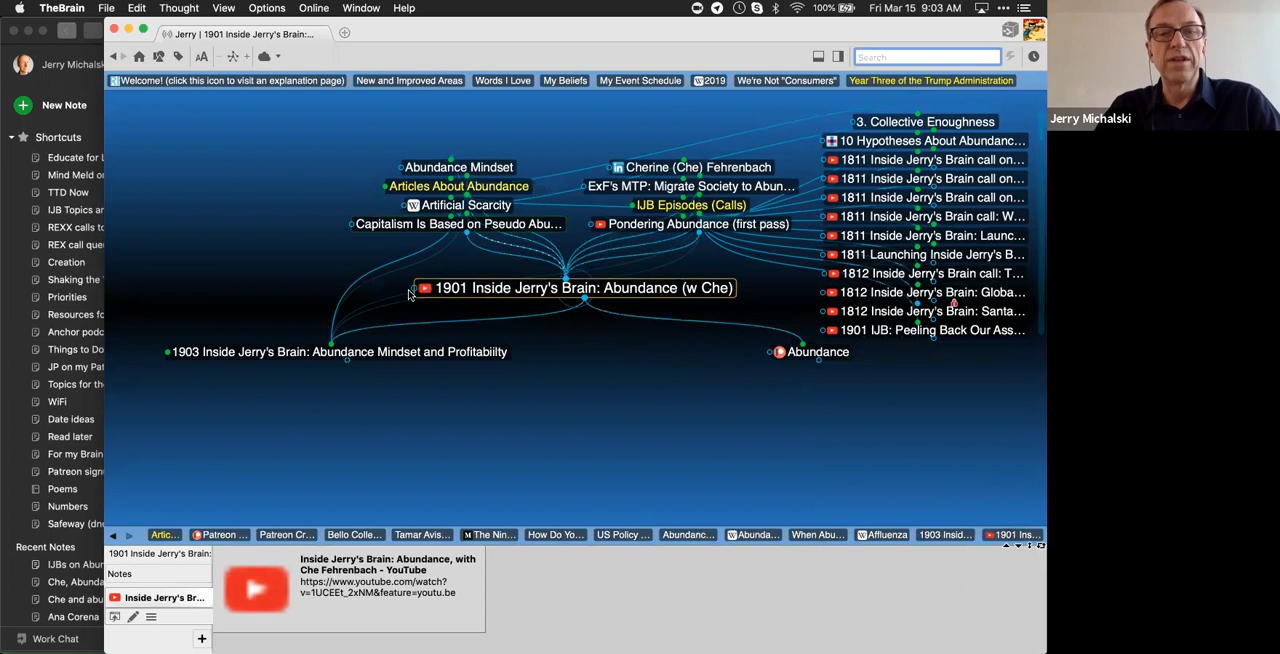 TheBrain File Edit Thought View Options Online Window Help 100% Fri Mar 15 9:03 AM
Jerry | 1901 Inside Jerry's Brain:...
Jerry Michalsk
AA
Search
Welcome! (click this icon to visit an explanation page) New and Improved Areas Words I Love My Beliefs My Event Schedule 2019 We're Not "Consumers" Year Three of the Trump Administration
New Note
Shortcuts
Educate for L
Mind Meld on
TTD Now
IJB Topics an
REXX calls to
REX call queu
Creation
Shaking the
Priorities
Resources fo
Anchor podc
Things to Do
JP on my Pat
Topics for the
WiFi
Date ideas
Read later
For my Brain
Patreon signu
Poems
Numbers
Safeway (dnu
Recent Notes
IJBs on Abun
Che, Abunda
Che and abu
Ana Corena
Work Chat
Abundance Mindset
Articles About Abundance
Artificial Scarcity
Capitalism Is Based on Pseudo Abu...
Cherine (Che) Fehrenbach
ExF's MTP: Migrate Society to Abun...
IJB Episodes (Calls)
Pondering Abundance (first pass)
3. Collective Enoughness
10 Hypotheses About Abundanc...
1811 Inside Jerry's Brain call on...
1811 Inside Jerry's Brain call on...
1811 Inside Jerry's Brain call on...
1811 Inside Jerry's Brain call: W...
1811 Inside Jerry's Brain: Launc...
1811 Launching Inside Jerry's B...
1812 Inside Jerry's Brain call: T...
1812 Inside Jerry's Brain: Globa...
1812 Inside Jerry's Brain: Santa...
1901 IJB: Peeling Back Our Ass...
1901 Inside Jerry's Brain: Abundance (w Che)
1903 Inside Jerry's Brain: Abundance Mindset and Profitabiilty
Abundance
Artic... Patreon ... Patreon Cr... Bello Colle... Tamar Avis... The Nin... How Do Yo... US Policy ... Abundanc... Abunda... When Abu... Affluenza 1903 Insid... 1901 Ins...
1901 Inside Jerry's Brain:
Notes
Inside Jerry's Br...
Inside Jerry's Brain: Abundance, with
Che Fehrenbach - YouTube
https://www.youtube.com/watch?
v=1UCEEt_2xNM&feature=youtu.be
Jerry Michalski